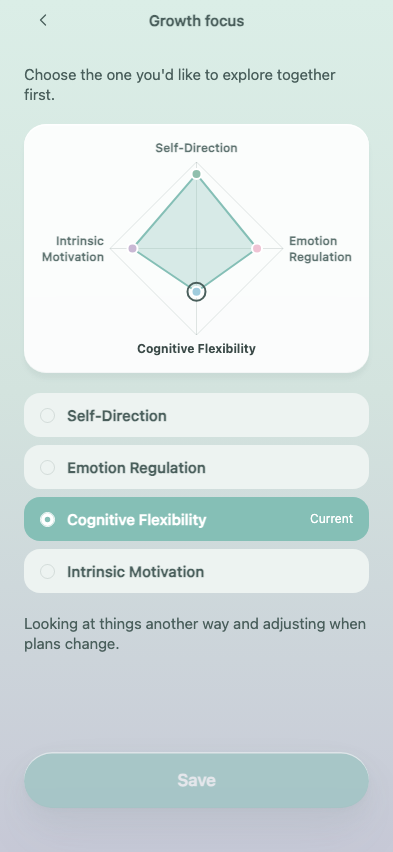 Growth focus
Choose the one you'd like to explore together
first.
Self-Direction
Intrinsic
Motivation
Emotion
Regulation
Cognitive Flexibility
Self-Direction
Emotion Regulation
Cognitive Flexibility Current
Intrinsic Motivation
Looking at things another way and adjusting when
plans change.
Save